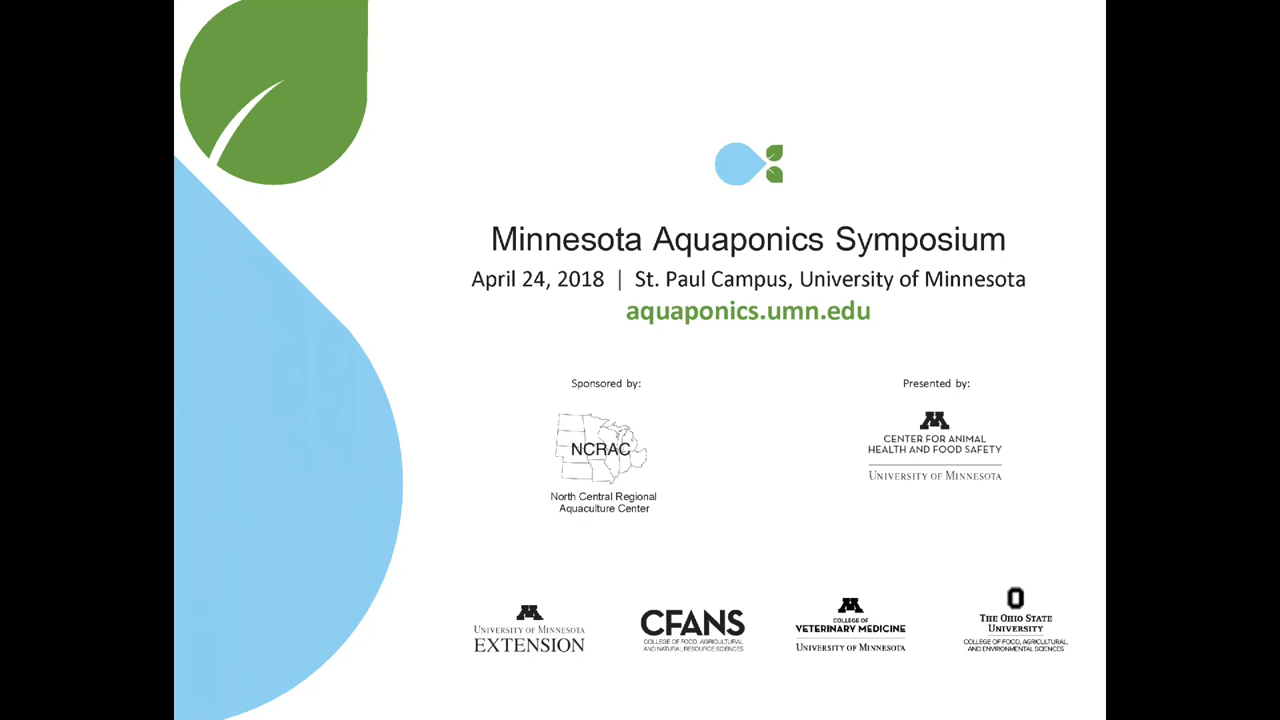 Minnesota Aquaponics Symposium
April 24, 2018 | St. Paul Campus, University of Minnesota
aquaponics.umn.edu
Sponsored by:
NCRAC
North Central Regional
Aquaculture Center
Presented by:
M
CENTER FOR ANIMAL
HEALTH AND FOOD SAFETY
UNIVERSITY OF MINNESOTA
M
UNIVERSITY OF MINNESOTA
EXTENSION
CFANS
COLLEGE OF FOOD, AGRICULTURAL
AND NATURAL RESOURCE SCIENCES
M
COLLEGE OF
VETERINARY MEDICINE
UNIVERSITY OF MINNESOTA
O
THE OHIO STATE
UNIVERSITY
COLLEGE OF FOOD, AGRICULTURAL,
AND ENVIRONMENTAL SCIENCES